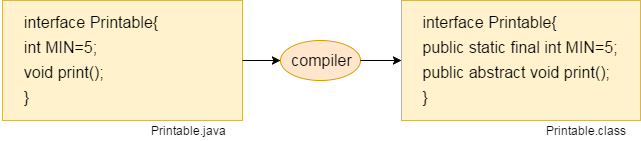 interface Printable{
int MIN=5;
void print();
}
Printable.java
compiler
interface Printable{
public static final int MIN=5;
public abstract void print();
}
Printable.class